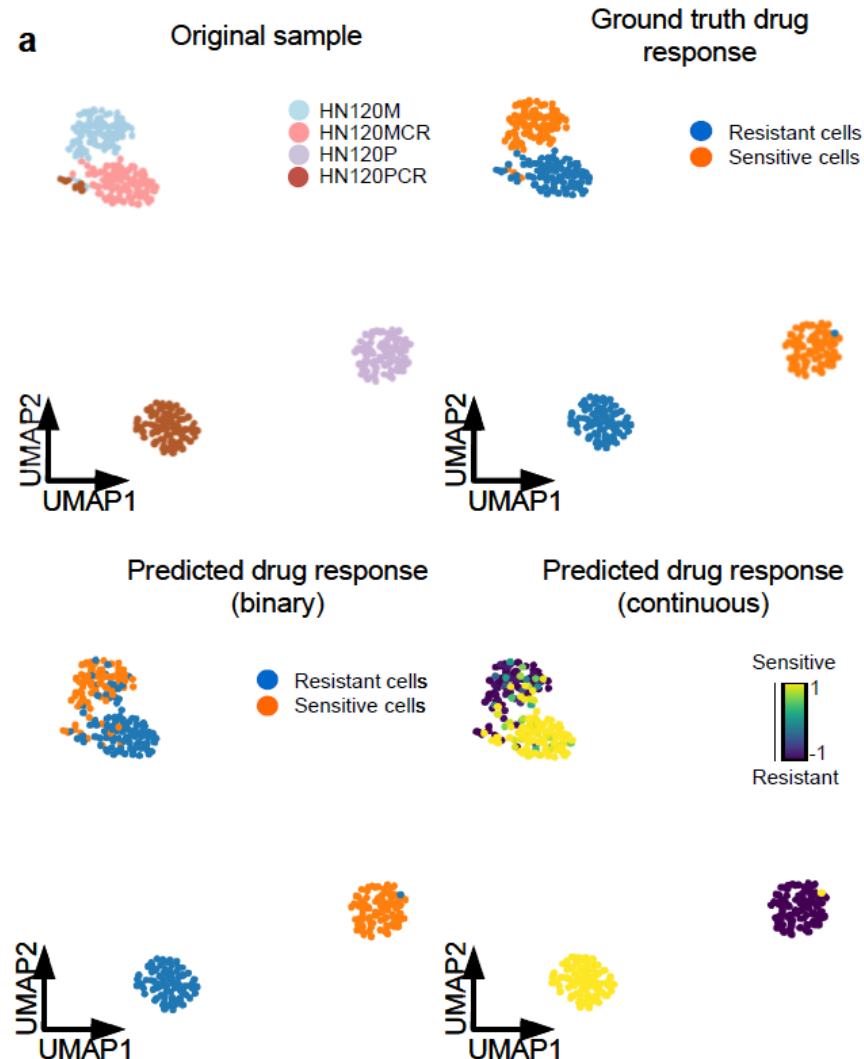 a
Original sample
HN120M
HN120MCR
HN120P
HN120PCR
UMAP2
UMAP1
Ground truth drug
response
Resistant cells
Sensitive cells
UMAP2
UMAP1
Predicted drug response
(binary)
Resistant cells
Sensitive cells
UMAP2
UMAP1
Predicted drug response
(continuous)
Sensitive
1
-1
Resistant
UMAP2
UMAP1